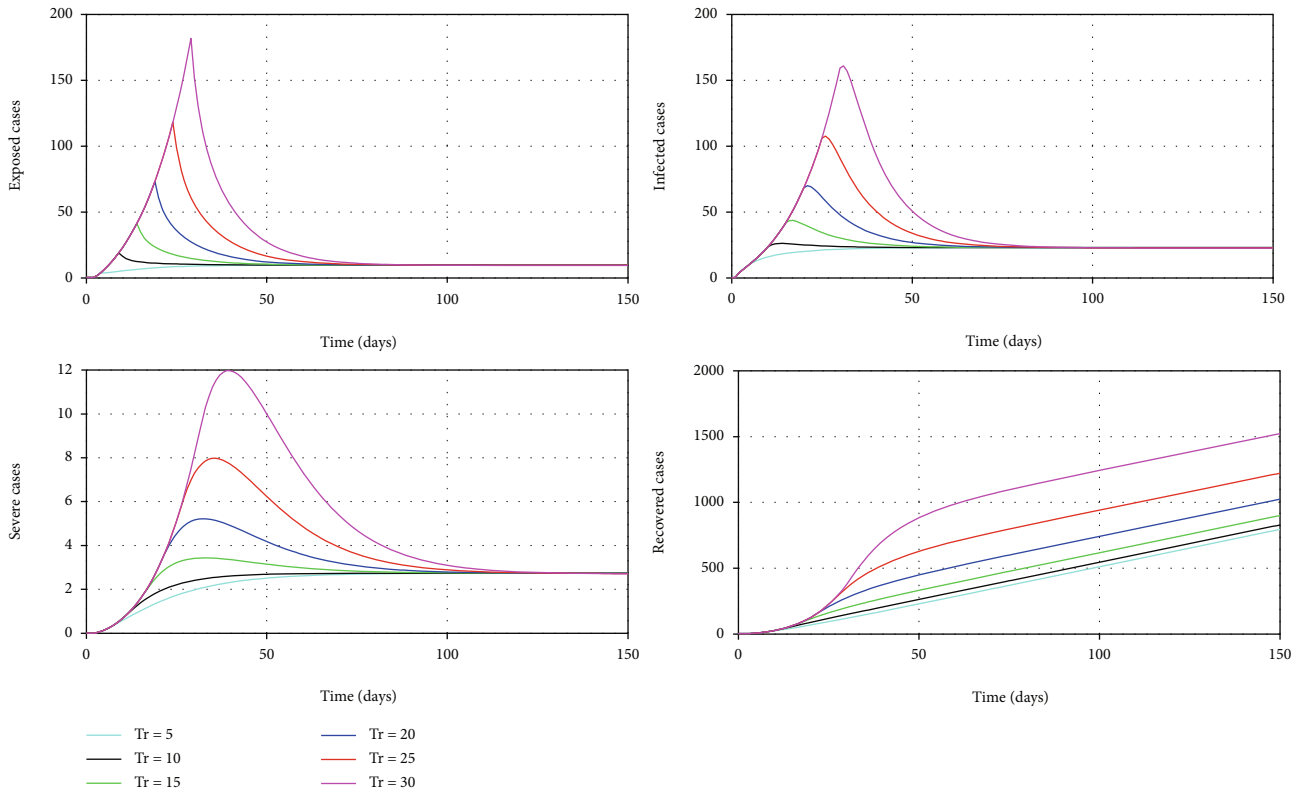 200
150
100
50
0
Exposed cases
0 50 100 150
Time (days)
200
150
100
50
0
Infected cases
0 50 100 150
Time (days)
12
10
8
6
4
2
0
Severe cases
0 50 100 150
Time (days)
2000
1500
1000
500
0
Recovered cases
0 50 100 150
Time (days)
Tr = 5
Tr = 10
Tr = 15
Tr = 20
Tr = 25
Tr = 30